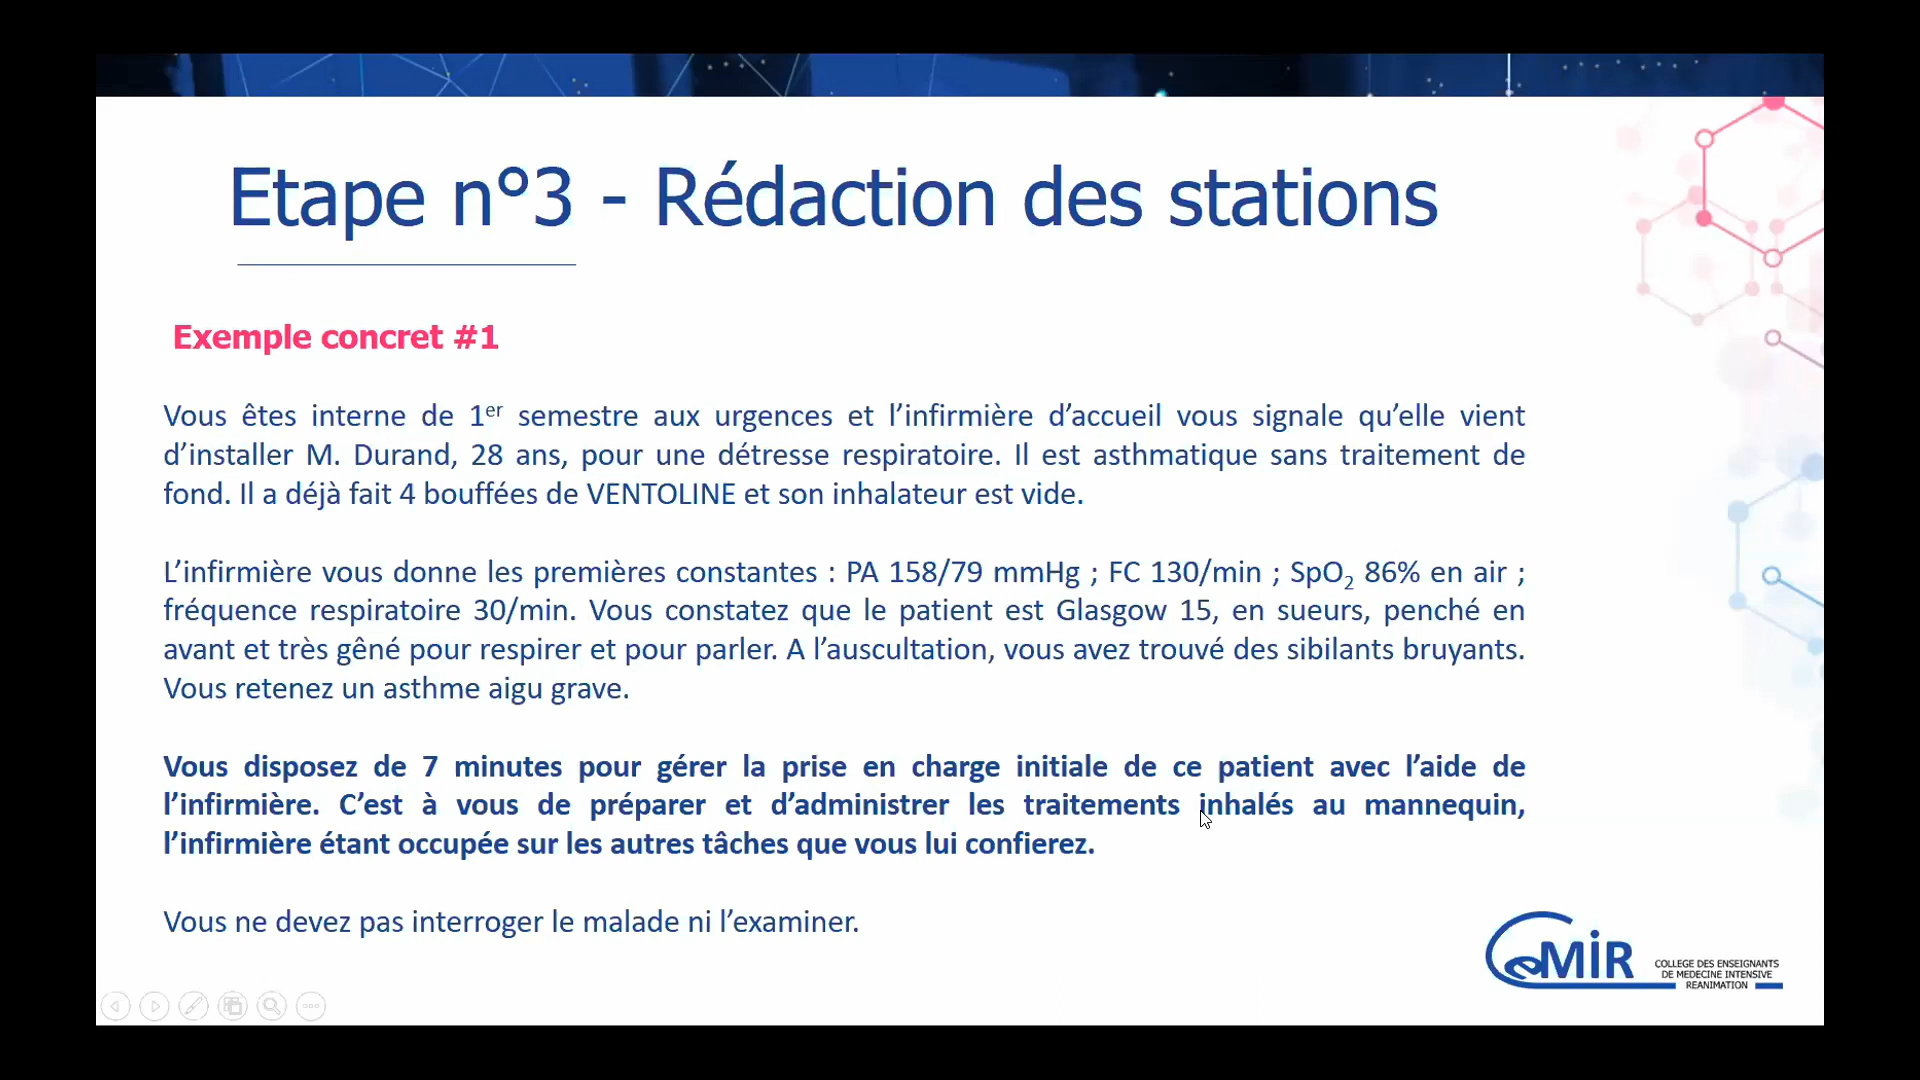 Etape n°3 - Rédaction des stations
Exemple concret #1
Vous êtes interne de 1er semestre aux urgences et l’infirmière d’accueil vous signale qu’elle vient
d’installer M. Durand, 28 ans, pour une détresse respiratoire. Il est asthmatique sans traitement de
fond. Il a déjà fait 4 bouffées de VENTOLINE et son inhalateur est vide.
L’infirmière vous donne les premières constantes : PA 158/79 mmHg ; FC 130/min ; SpO2 86% en air ;
fréquence respiratoire 30/min. Vous constatez que le patient est Glasgow 15, en sueurs, penché en
avant et très gêné pour respirer et pour parler. A l’auscultation, vous avez trouvé des sibilants bruyants.
Vous retenez un asthme aigu grave.
Vous disposez de 7 minutes pour gérer la prise en charge initiale de ce patient avec l’aide de
l’infirmière. C’est à vous de préparer et d’administrer les traitements inhalés au mannequin,
l’infirmière étant occupée sur les autres tâches que vous lui confierez.
Vous ne devez pas interroger le malade ni l’examiner.
CeMIR
COLLEGE DES ENSEIGNANTS
DE MEDECINE INTENSIVE
REANIMATION